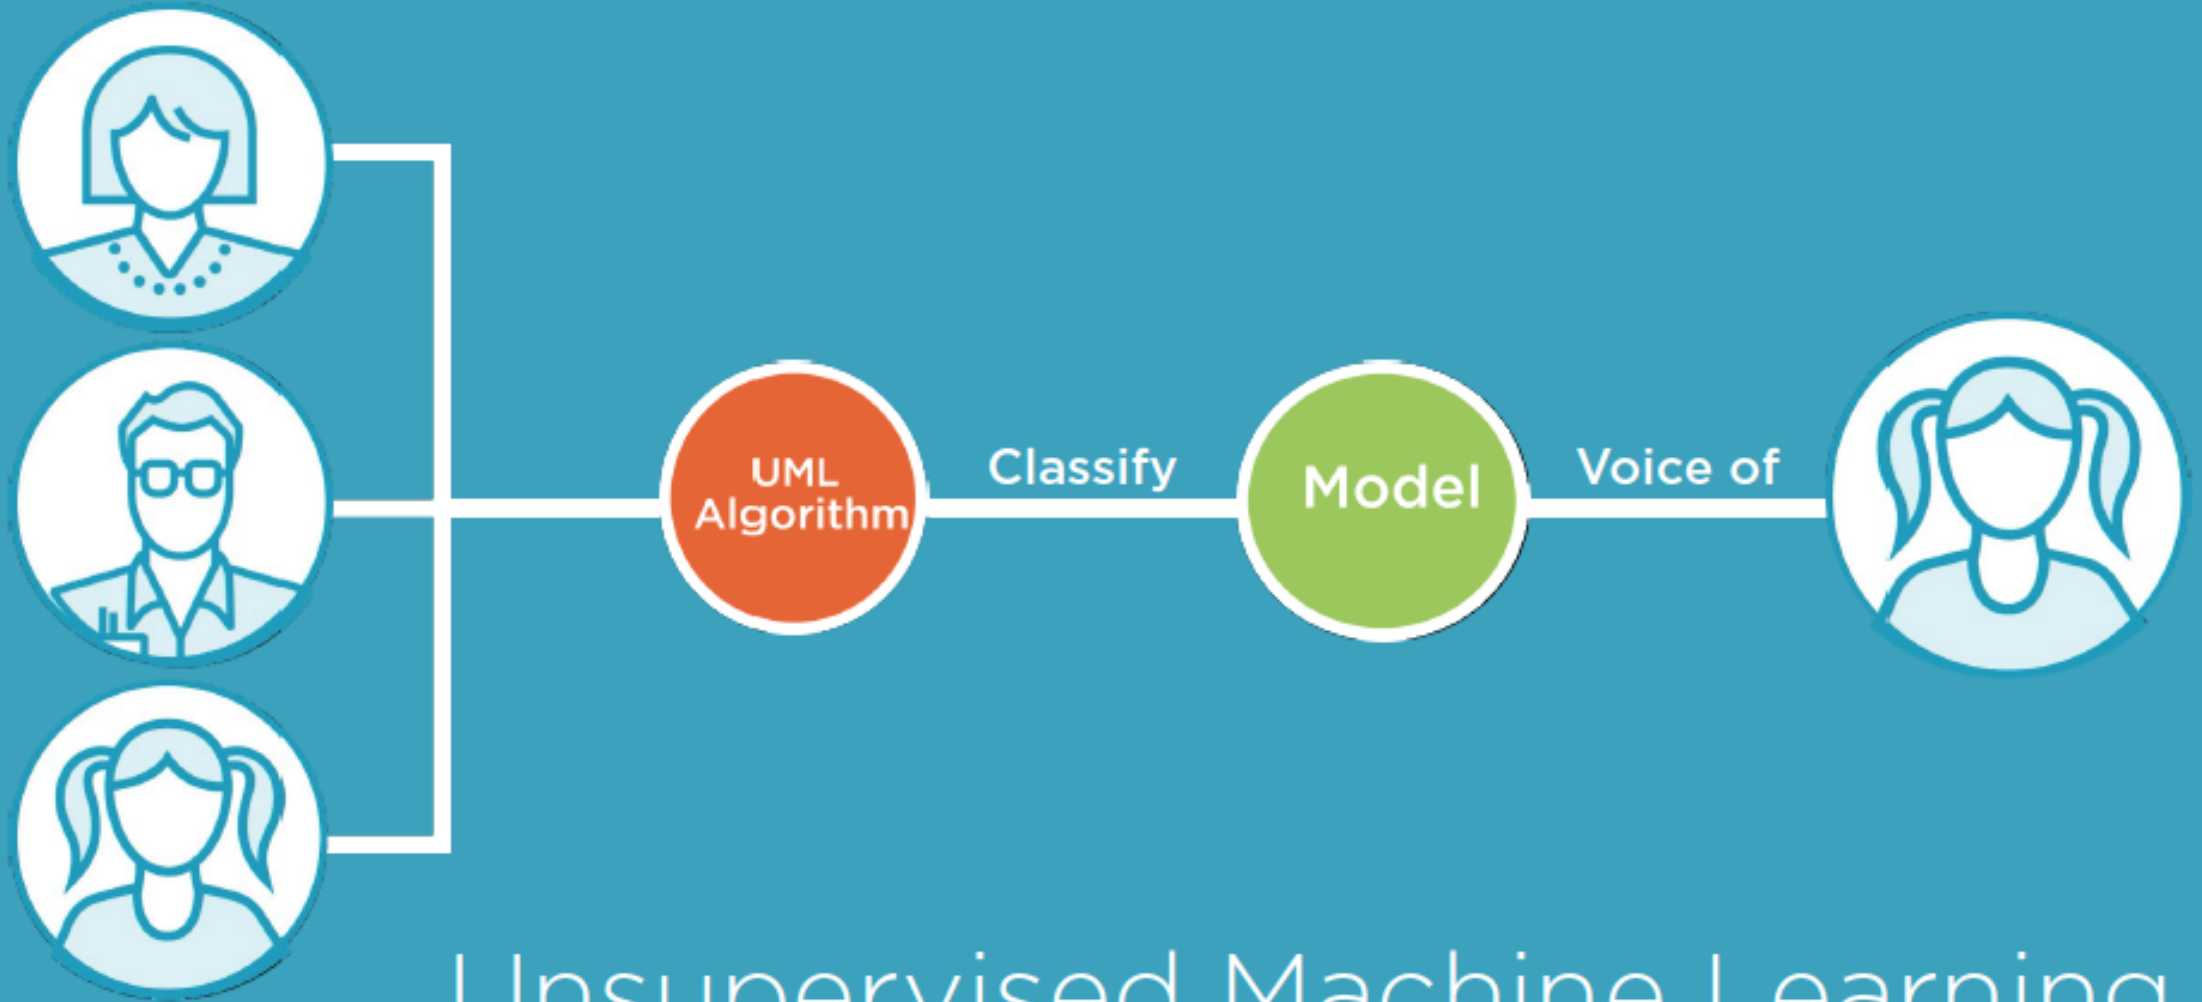 UML
Algorithm
Classify
Model
Voice of
Unsupervised Machine Learning